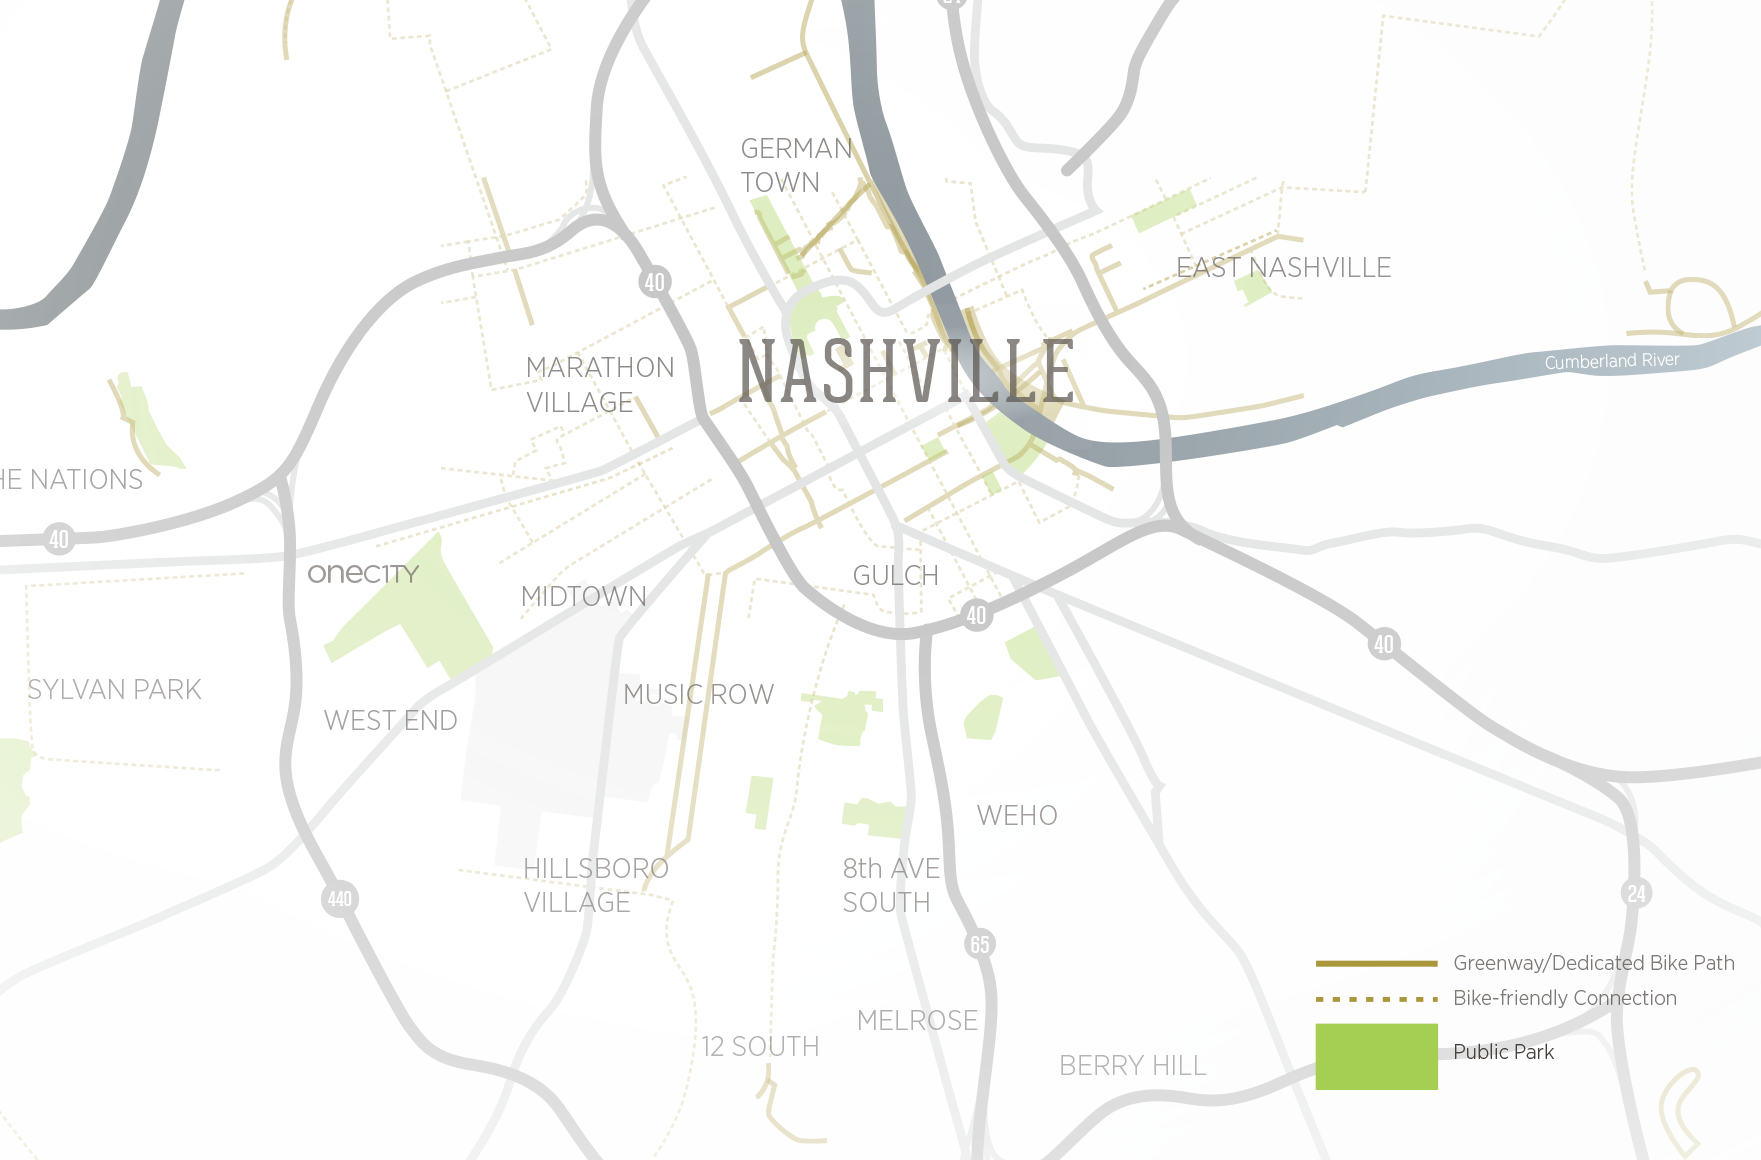 24
GERMAN
TOWN
EAST NASHVILLE
40
NASHVILLE
Cumberland River
MARATHON
VILLAGE
HE NATIONS
40
onec1ty
MIDTOWN
GULCH
40
40
SYLVAN PARK
WEST END
MUSIC ROW
WEHO
HILLSBORO
VILLAGE
8th AVE
SOUTH
440
24
65
MELROSE
12 SOUTH
BERRY HILL
Greenway/Dedicated Bike Path
Bike-friendly Connection
Public Park